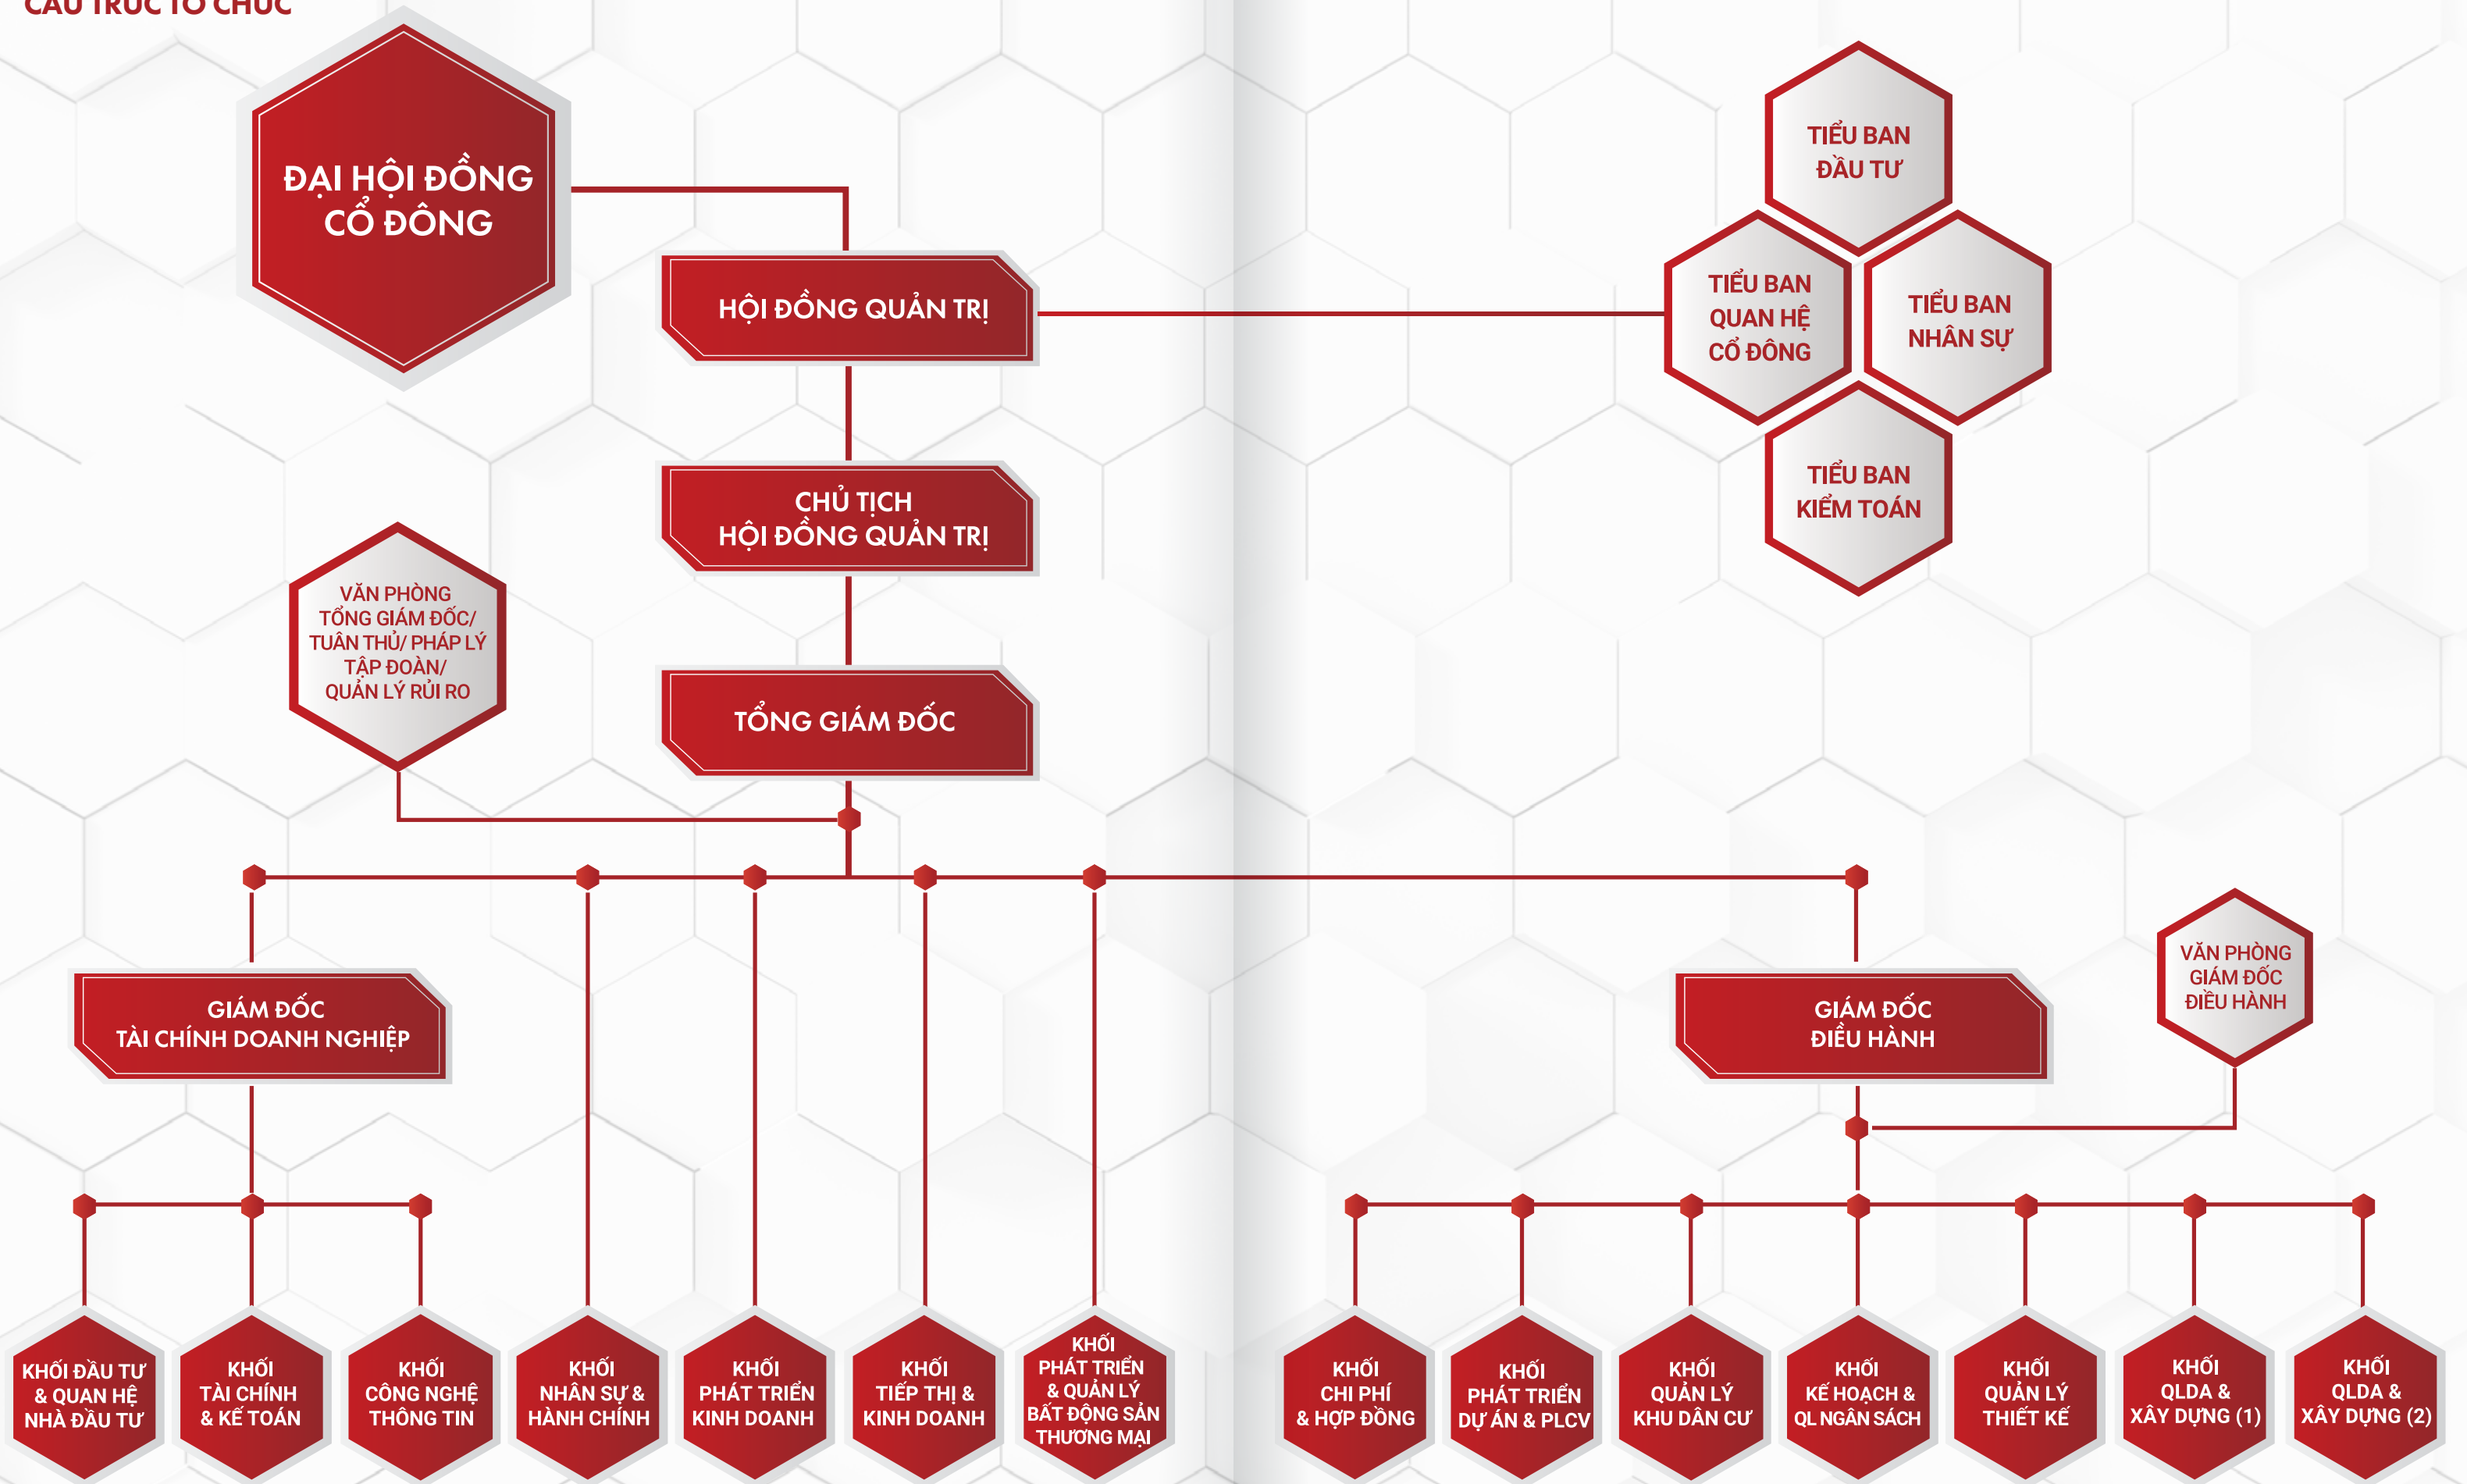 CẤU TRÚC TỔ CHỨC
ĐẠI HỘI ĐỒNG
CỔ ĐÔNG
HỘI ĐỒNG QUẢN TRỊ
TIỂU BAN
ĐẦU TƯ
TIỂU BAN
QUAN HỆ
CỔ ĐÔNG
TIỂU BAN
NHÂN SỰ
TIỂU BAN
KIỂM TOÁN
CHỦ TỊCH
HỘI ĐỒNG QUẢN TRỊ
VĂN PHÒNG
TỔNG GIÁM ĐỐC/
TUÂN THỦ/ PHÁP LÝ
TẬP ĐOÀN/
QUẢN LÝ RỦI RO
TỔNG GIÁM ĐỐC
GIÁM ĐỐC
TÀI CHÍNH DOANH NGHIỆP
GIÁM ĐỐC
ĐIỀU HÀNH
VĂN PHÒNG
GIÁM ĐỐC
ĐIỀU HÀNH
KHỐI ĐẦU TƯ
& QUAN HỆ
NHÀ ĐẦU TƯ
KHỐI
TÀI CHÍNH
& KẾ TOÁN
KHỐI
CÔNG NGHỆ
THÔNG TIN
KHỐI
NHÂN SỰ &
HÀNH CHÍNH
KHỐI
PHÁT TRIỂN
KINH DOANH
KHỐI
TIẾP THỊ &
KINH DOANH
KHỐI
PHÁT TRIỂN
& QUẢN LÝ
BẤT ĐỘNG SẢN
THƯƠNG MẠI
KHỐI
CHI PHÍ
& HỢP ĐỒNG
KHỐI
PHÁT TRIỂN
DỰ ÁN & PLCV
KHỐI
QUẢN LÝ
KHU DÂN CƯ
KHỐI
KẾ HOẠCH &
QL NGÂN SÁCH
KHỐI
QUẢN LÝ
THIẾT KẾ
KHỐI
QLDA &
XÂY DỰNG (1)
KHỐI
QLDA &
XÂY DỰNG (2)